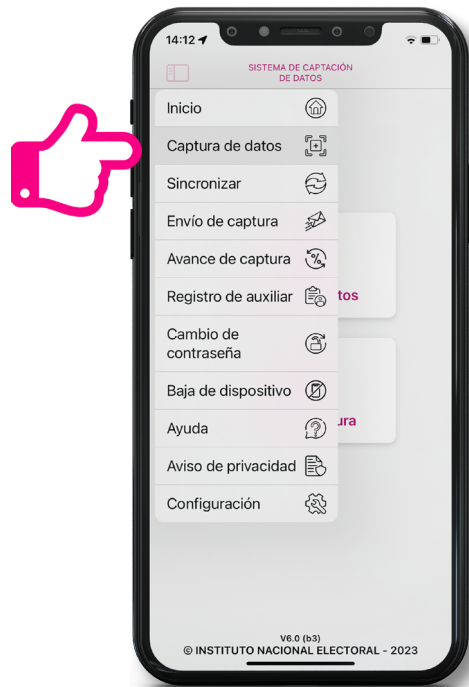 14:12
SISTEMA DE CAPTACIÓN
DE DATOS
Inicio
Captura de datos
Sincronizar
Envío de captura
Avance de captura
Registro de auxiliar
tos
Cambio de
contraseña
Baja de dispositivo
Ayuda
ura
Aviso de privacidad
Configuración
V6.0 (b3)
© INSTITUTO NACIONAL ELECTORAL - 2023